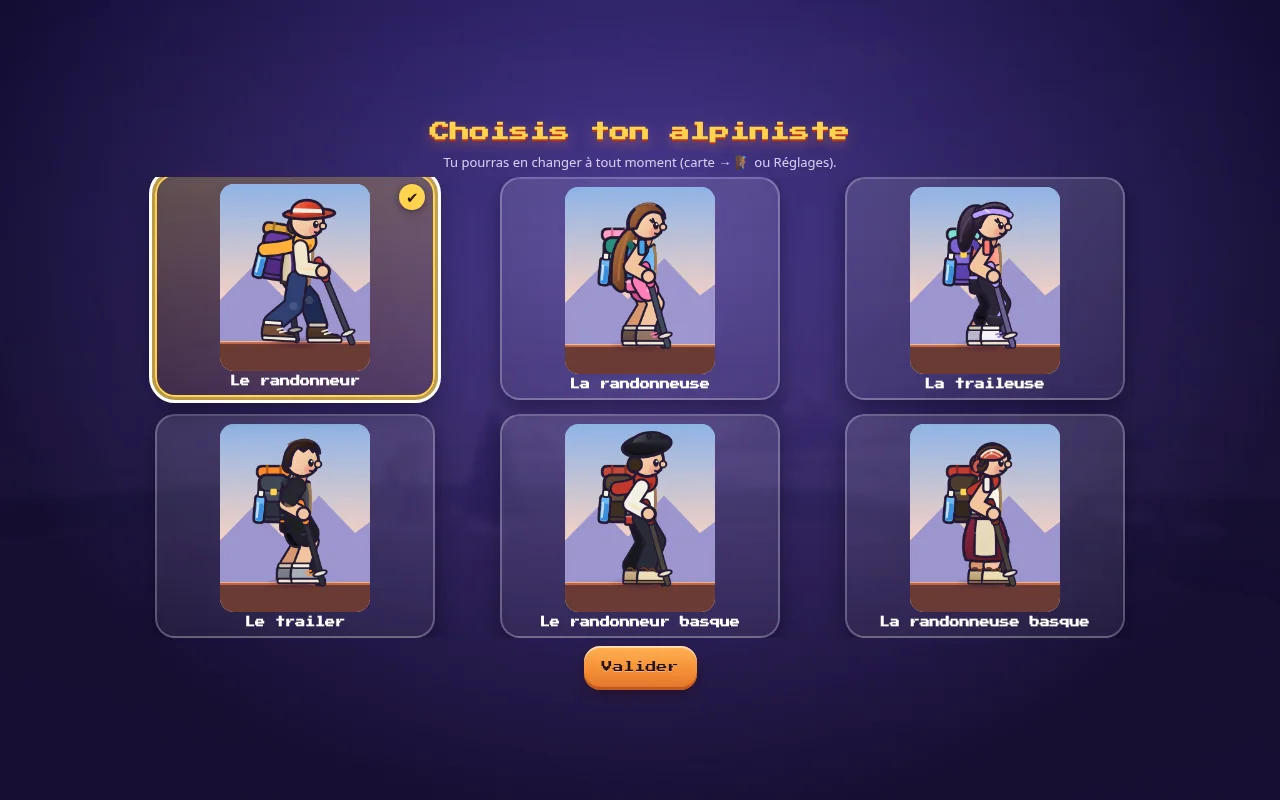 Choisis ton alpiniste
Tu pourras en changer à tout moment (carte → ou Réglages).
Le randonneur
La randonneuse
La traileuse
Le trailer
Le randonneur basque
La randonneuse basque
Valider